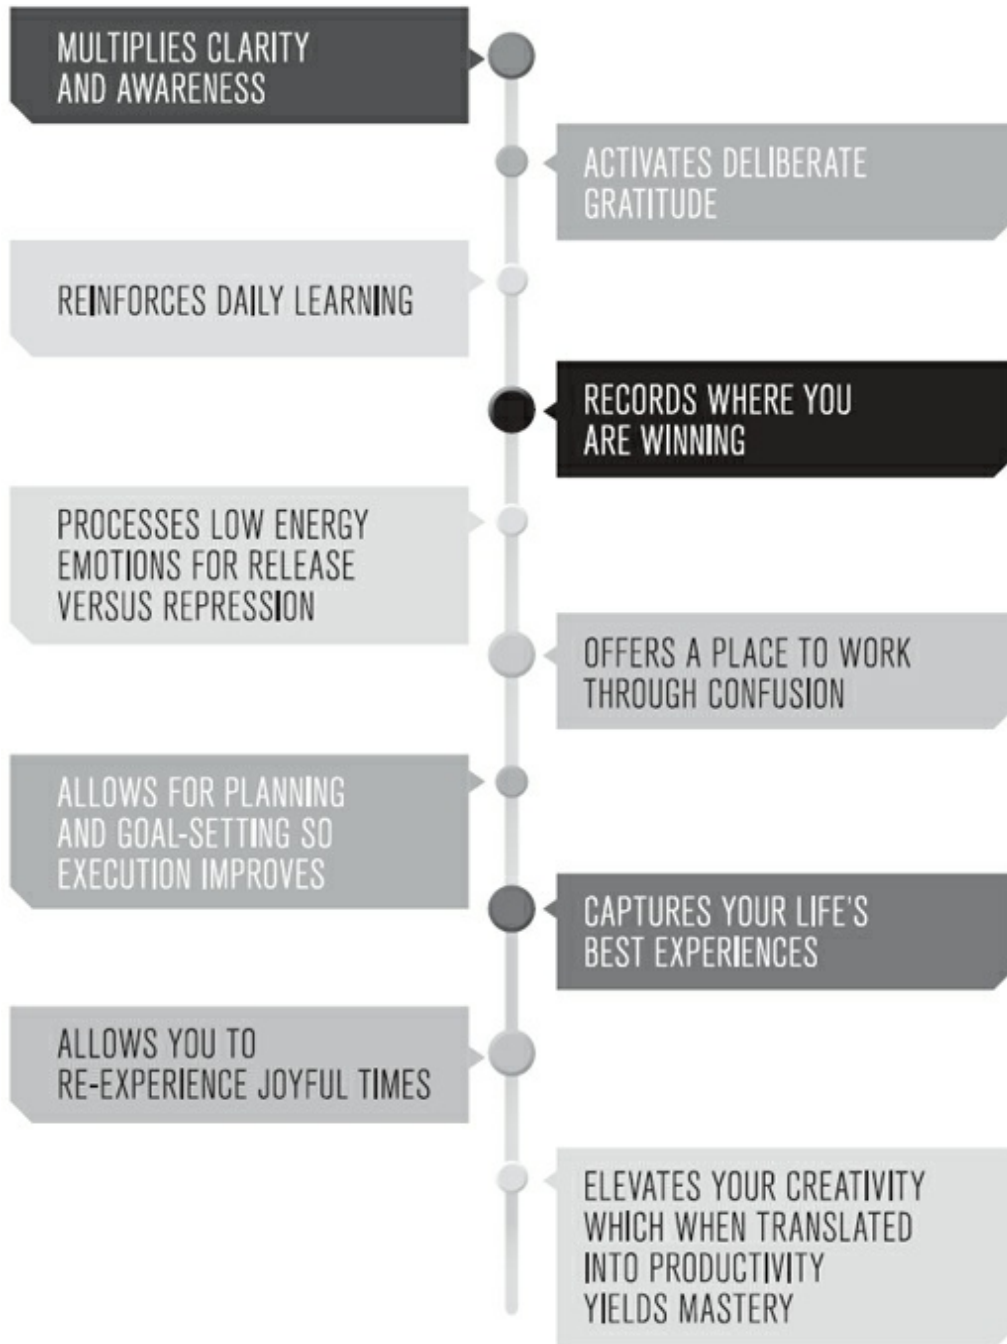 MULTIPLIES CLARITY
AND AWARENESS
ACTIVATES DELIBERATE
GRATITUDE
REINFORCES DAILY LEARNING
RECORDS WHERE YOU
ARE WINNING
PROCESSES LOW ENERGY
EMOTIONS FOR RELEASE
VERSUS REPRESSION
OFFERS A PLACE TO WORK
THROUGH CONFUSION
ALLOWS FOR PLANNING
AND GOAL-SETTING SO
EXECUTION IMPROVES
CAPTURES YOUR LIFE'S
BEST EXPERIENCES
ALLOWS YOU TO
RE-EXPERIENCE JOYFUL TIMES
ELEVATES YOUR CREATIVITY
WHICH WHEN TRANSLATED
INTO PRODUCTIVITY
YIELDS MASTERY